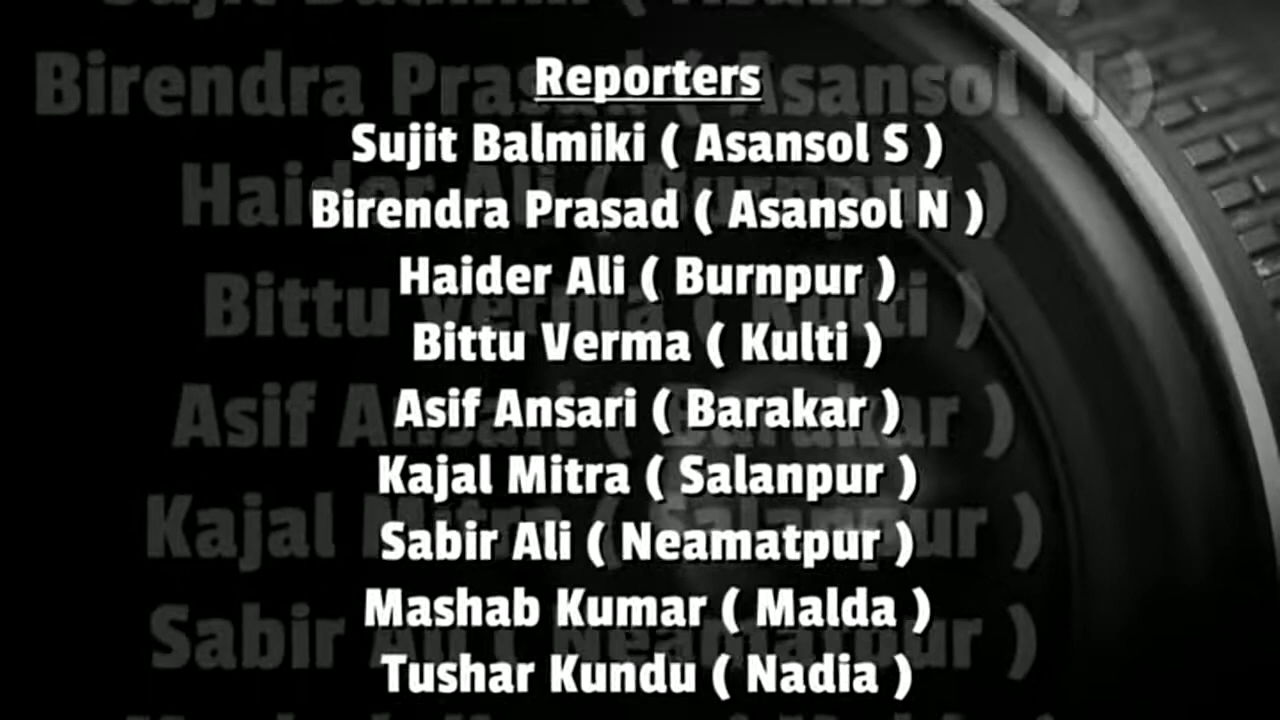 Reporters
Sujit Balmiki ( Asansol S )
Birendra Prasad ( Asansol N )
Haider Ali ( Burnpur )
Bittu Verma ( Kulti )
Asif Ansari ( Barakar )
Kajal Mitra ( Salanpur )
Sabir Ali ( Neamatpur )
Mashab Kumar ( Malda )
Tushar Kundu ( Nadia )